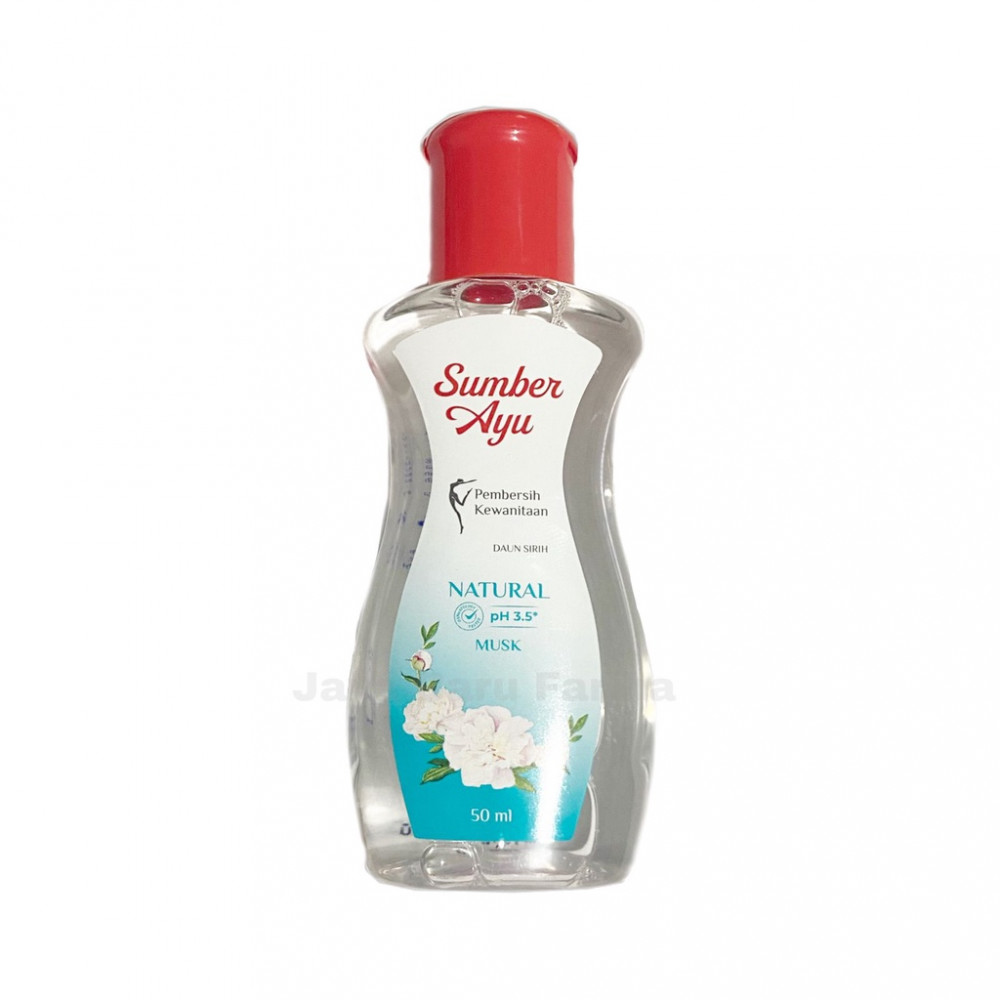 Sumber
Ayu
Pembersih
Kewanitaan
DAUN SIRIH
NATURAL
pH 3.5*
MUSK
50 ml